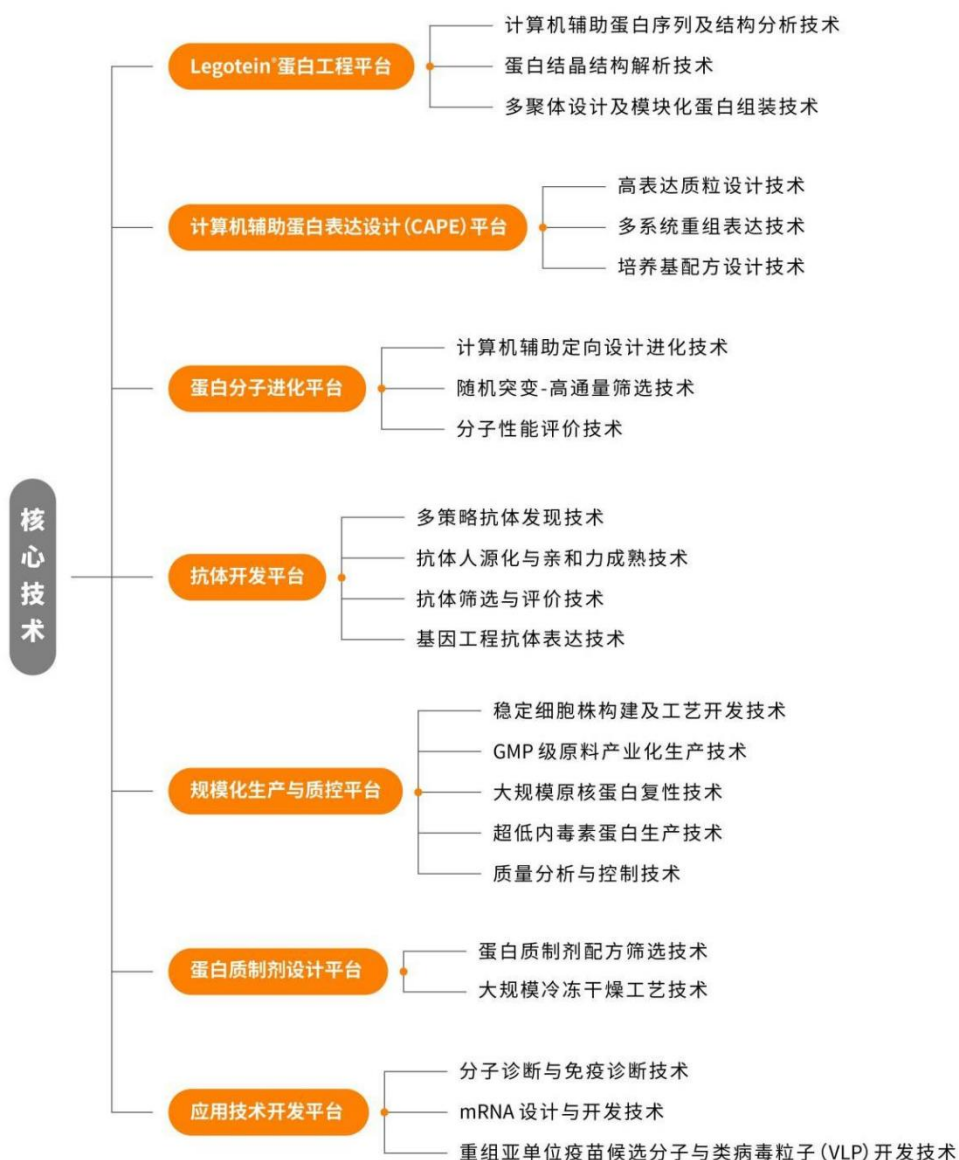 核心技术
Legotein®蛋白工程平台
计算机辅助蛋白序列及结构分析技术
蛋白结晶结构解析技术
多聚体设计及模块化蛋白组装技术
计算机辅助蛋白表达设计(CAPE)平台
高表达质粒设计技术
多系统重组表达技术
培养基配方设计技术
蛋白分子进化平台
计算机辅助定向设计进化技术
随机突变-高通量筛选技术
分子性能评价技术
抗体开发平台
多策略抗体发现技术
抗体人源化与亲和力成熟技术
抗体筛选与评价技术
基因工程抗体表达技术
规模化生产与质控平台
稳定细胞株构建及工艺开发技术
GMP 级原料产业化生产技术
大规模原核蛋白复性技术
超低内毒素蛋白生产技术
质量分析与控制技术
蛋白质制剂设计平台
蛋白质制剂配方筛选技术
大规模冷冻干燥工艺技术
应用技术开发平台
分子诊断与免疫诊断技术
mRNA 设计与开发技术
重组亚单位疫苗候选分子与类病毒粒子(VLP)开发技术